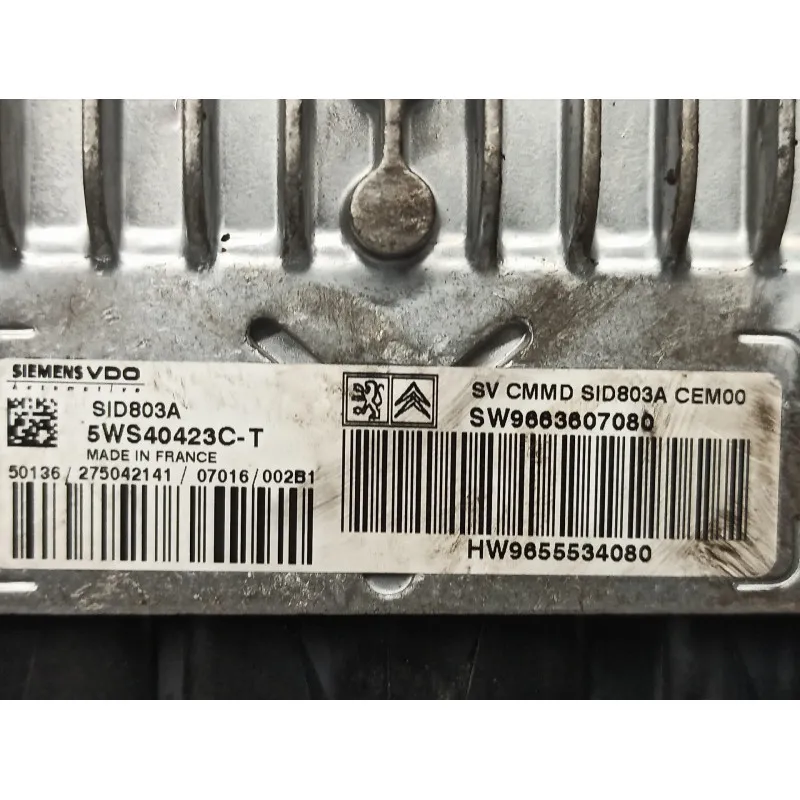 SIEMENS VDO
Automotive
SID803A
5WS40423C-T
MADE IN FRANCE
50136 / 275042141 / 07016 / 002B1
SV CMMD SID803A CEM00
SW9663607080
HW9655534080